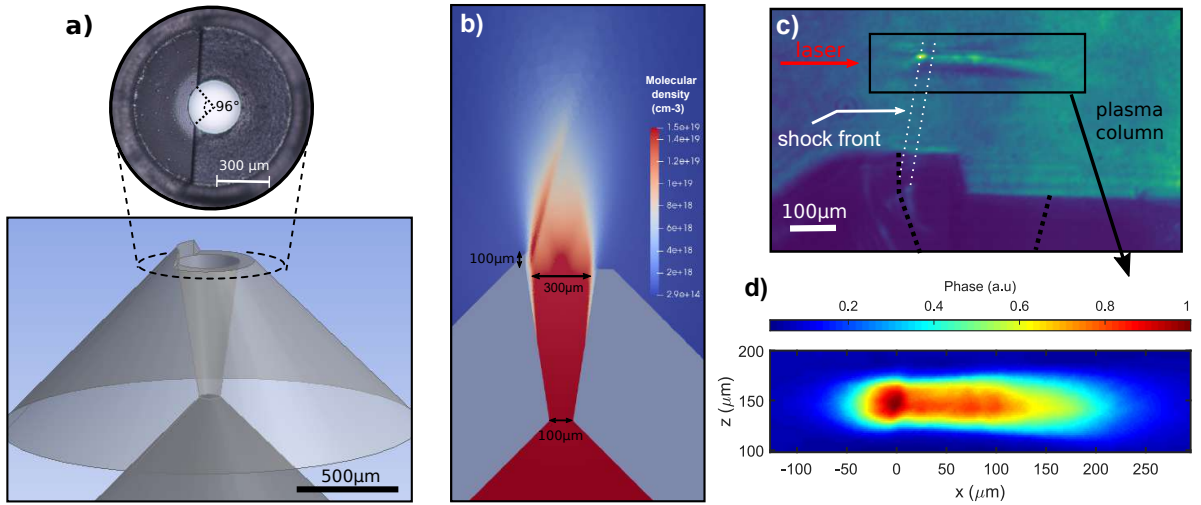 a)
96°
300 µm
500µm
b)
Molecular
density
(cm-3)
1.5e+19
1.4e+19
1e+19
8e+18
6e+18
4e+18
2e+18
2.9e+14
100µm
300µm
100µm
c)
laser
shock front
plasma
column
100µm
d)
Phase (a.u)
0.2
0.4
0.6
0.8
1
200
150
100
z (µm)
-100
-50
0
50
100
150
200
250
x (µm)